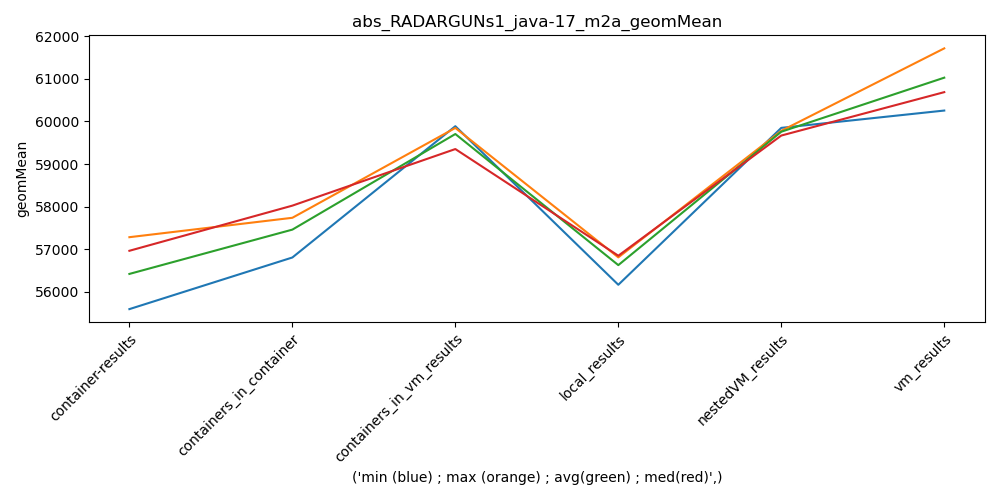 abs_RADARGUNs1_java-17_m2a_geomMean
62000
61000
60000
59000
58000
57000
56000
geomMean
container-results
containers_in_container
containers_in_vm_results
local_results
nestedVM_results
vm_results
('min (blue) ; max (orange) ; avg(green) ; med(red)',)